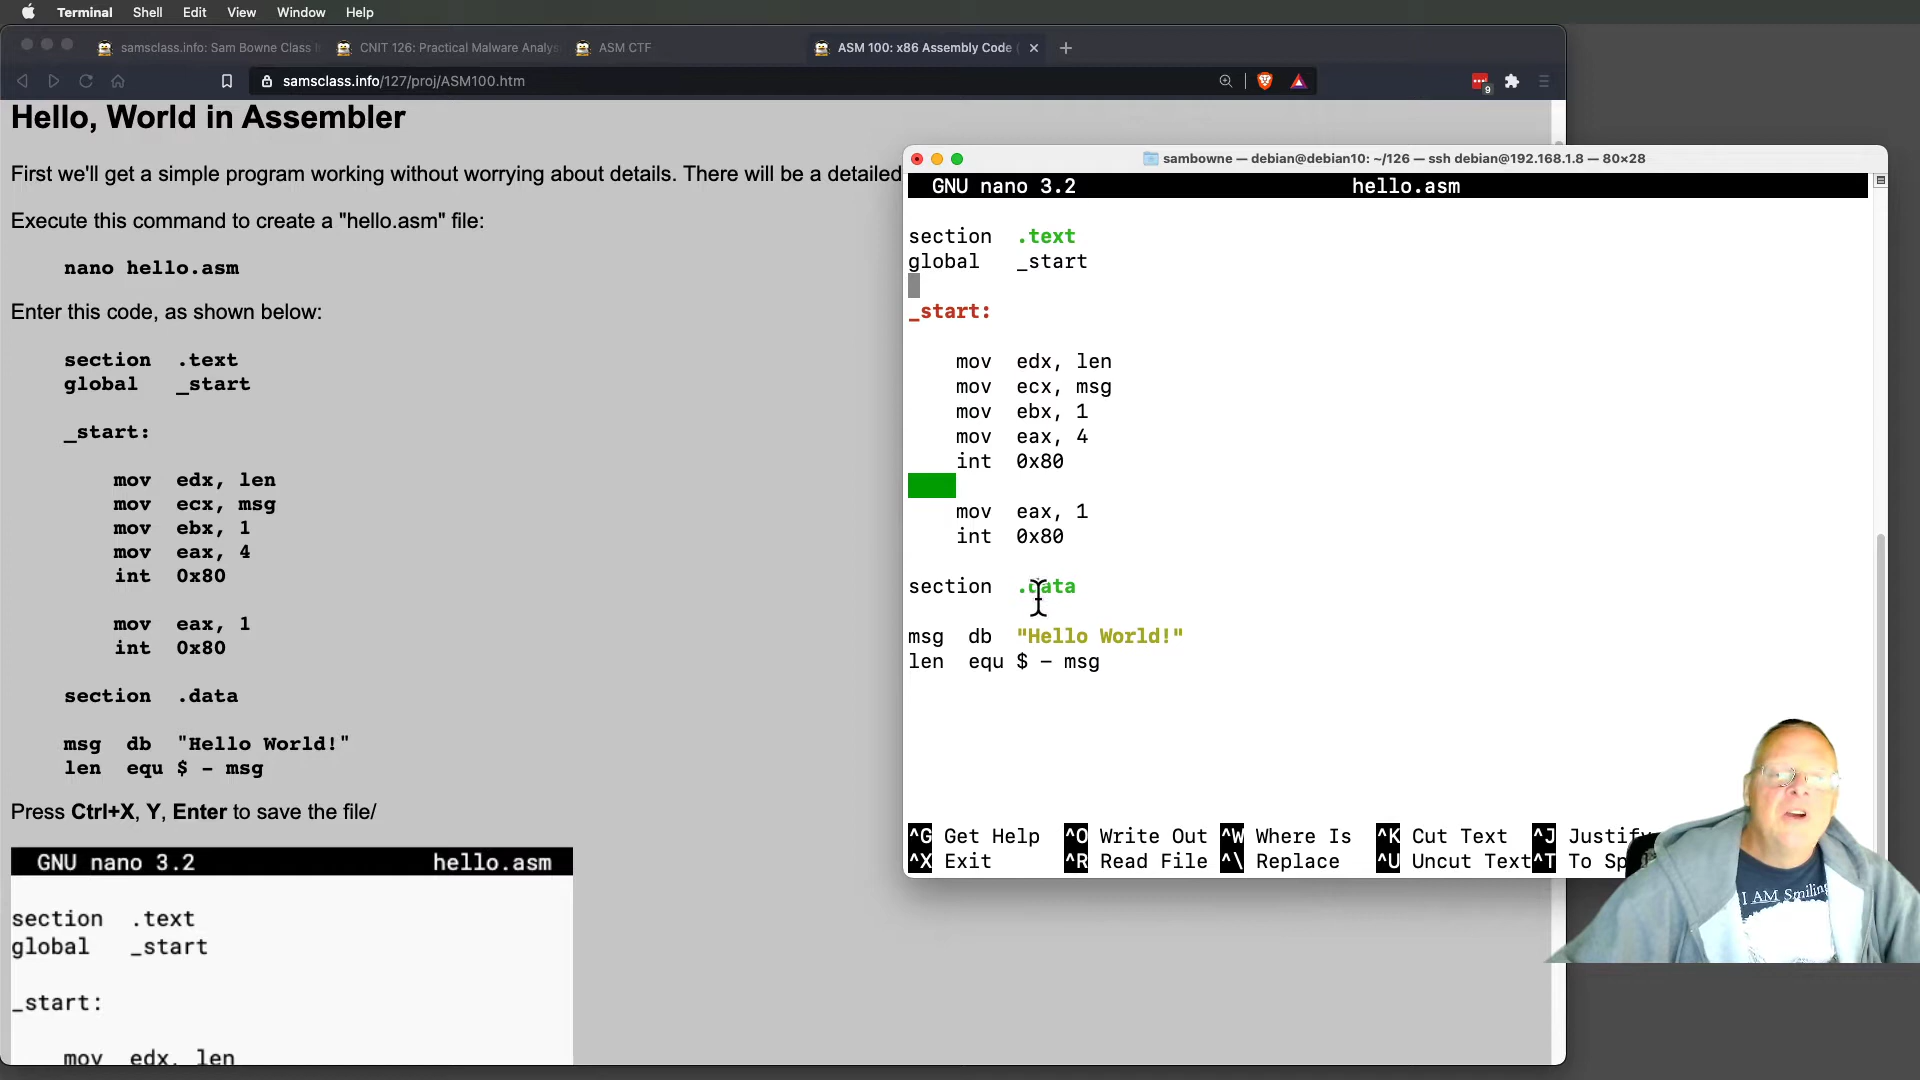 Terminal Shell Edit View Window Help
samsclass.info: Sam Bowne Class
CNIT 126: Practical Malware Analys
ASM CTF
ASM 100: x86 Assembly Code (
samsclass.info/127/proj/ASM100.htm
9
Hello, World in Assembler
First we'll get a simple program working without worrying about details. There will be a detailed
Execute this command to create a "hello.asm" file:
nano hello.asm
Enter this code, as shown below:
section .text
global _start
_start:
mov edx, len
mov ecx, msg
mov ebx, 1
mov eax, 4
int 0x80
mov eax, 1
int 0x80
section .data
msg db "Hello World!"
len equ $ - msg
Press Ctrl+X, Y, Enter to save the file/
GNU nano 3.2 hello.asm
section .text
global _start
_start:
mov edx, len
sambowne — debian@debian10: ~/126 — ssh debian@192.168.1.8 — 80×28
GNU nano 3.2 hello.asm
section .text
global _start
_start:
mov edx, len
mov ecx, msg
mov ebx, 1
mov eax, 4
int 0x80
mov eax, 1
int 0x80
section .data
msg db "Hello World!"
len equ $ - msg
^G Get Help ^O Write Out ^W Where Is ^K Cut Text ^J Justify
^X Exit ^R Read File ^\ Replace ^U Uncut Text ^T To Sp
I AM Smiling